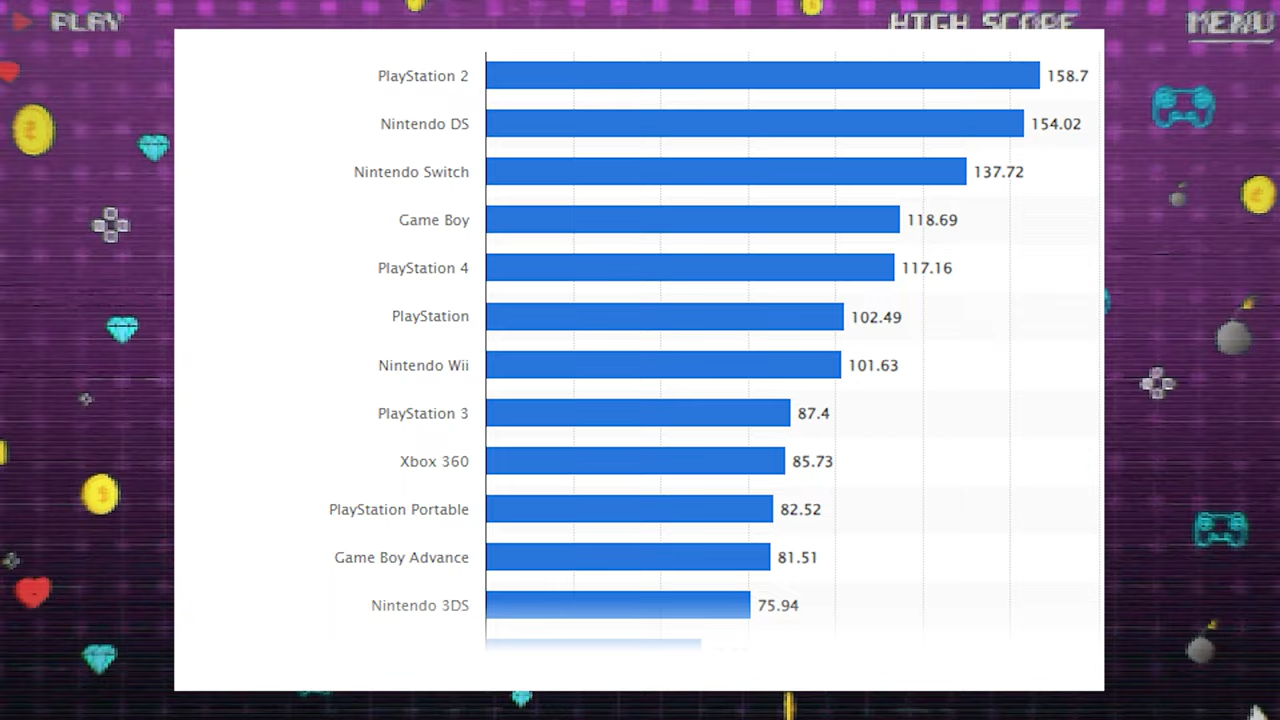 PLAY
HIGH SCORE
MENU
PlayStation 2 158.7
Nintendo DS 154.02
Nintendo Switch 137.72
Game Boy 118.69
PlayStation 4 117.16
PlayStation 102.49
Nintendo Wii 101.63
PlayStation 3 87.4
Xbox 360 85.73
PlayStation Portable 82.52
Game Boy Advance 81.51
Nintendo 3DS 75.94